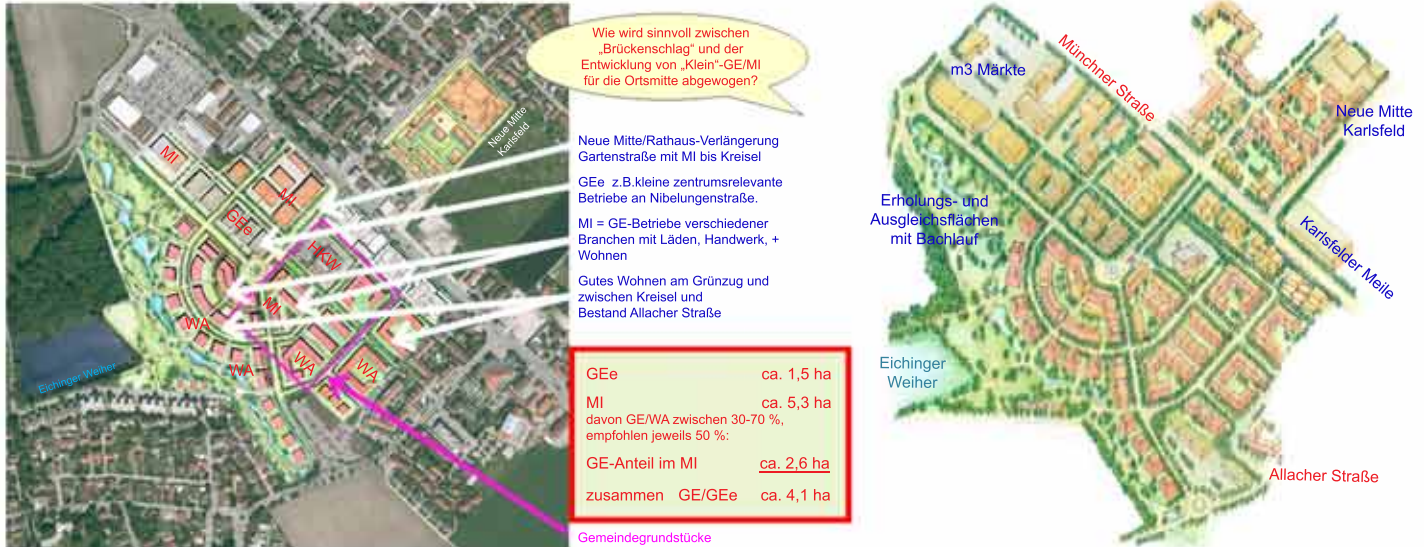 Wie wird sinnvoll zwischen
„Brückenschlag“ und der
Entwicklung von „Klein“-GE/MI
für die Ortsmitte abgewogen?
Neue Mitte
Karlsfeld
MI
MI
GEe
HKW
MI
WA
WA
WA
WA
Eichinger Weiher
Neue Mitte/Rathaus-Verlängerung
Gartenstraße mit MI bis Kreisel
GEe z.B.kleine zentrumsrelevante
Betriebe an Nibelungenstraße.
MI = GE-Betriebe verschiedener
Branchen mit Läden, Handwerk, +
Wohnen
Gutes Wohnen am Grünzug und
zwischen Kreisel und
Bestand Allacher Straße
GEe ca. 1,5 ha
MI ca. 5,3 ha
davon GE/WA zwischen 30-70 %,
empfohlen jeweils 50 %:
GE-Anteil im MI ca. 2,6 ha
zusammen GE/GEe ca. 4,1 ha
Gemeindegrundstücke
m3 Märkte
Münchner Straße
Neue Mitte
Karlsfeld
Erholungs- und
Ausgleichsflächen
mit Bachlauf
Karlsfelder Meile
Eichinger
Weiher
Allacher Straße